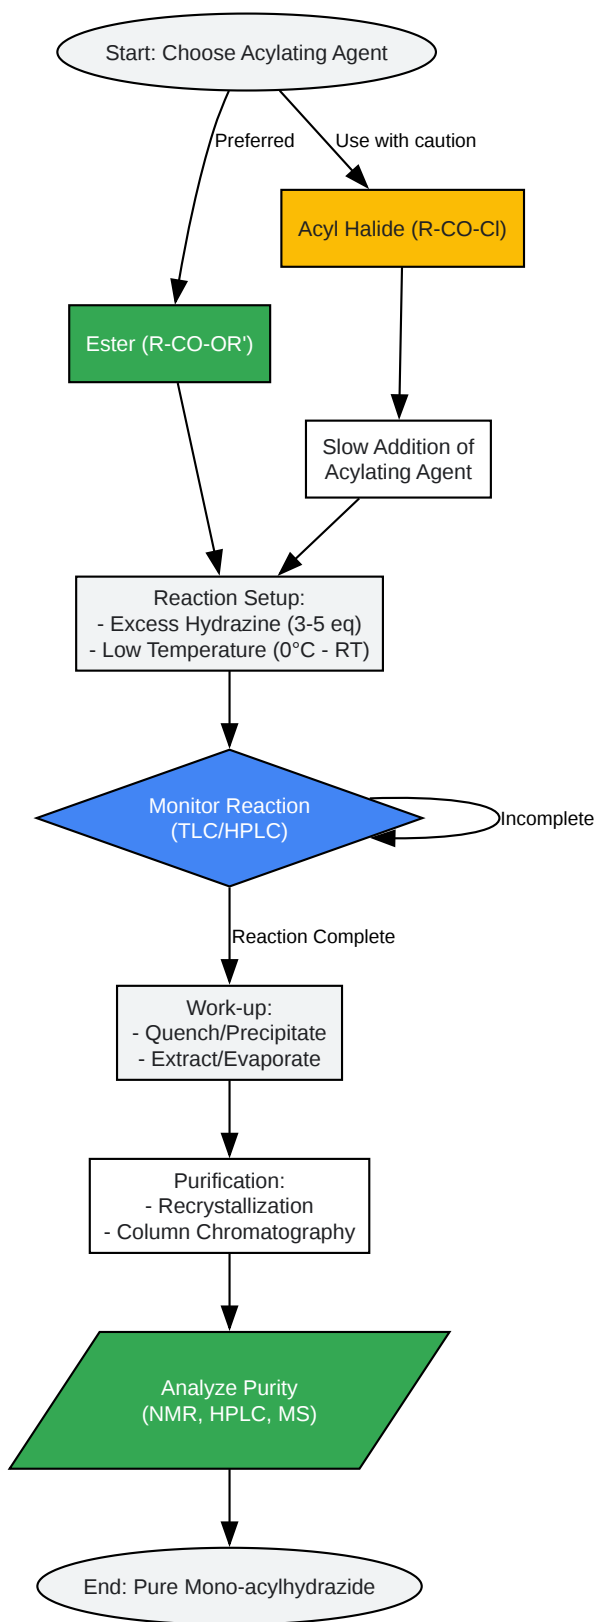 Start: Choose Acylating Agent
Preferred
Use with caution
Acyl Halide (R-CO-Cl)
Ester (R-CO-OR')
Slow Addition of
Acylating Agent
Reaction Setup:
- Excess Hydrazine (3-5 eq)
- Low Temperature (0°C - RT)
Monitor Reaction
(TLC/HPLC)
Incomplete
Reaction Complete
Work-up:
- Quench/Precipitate
- Extract/Evaporate
Purification:
- Recrystallization
- Column Chromatography
Analyze Purity
(NMR, HPLC, MS)
End: Pure Mono-acylhydrazide